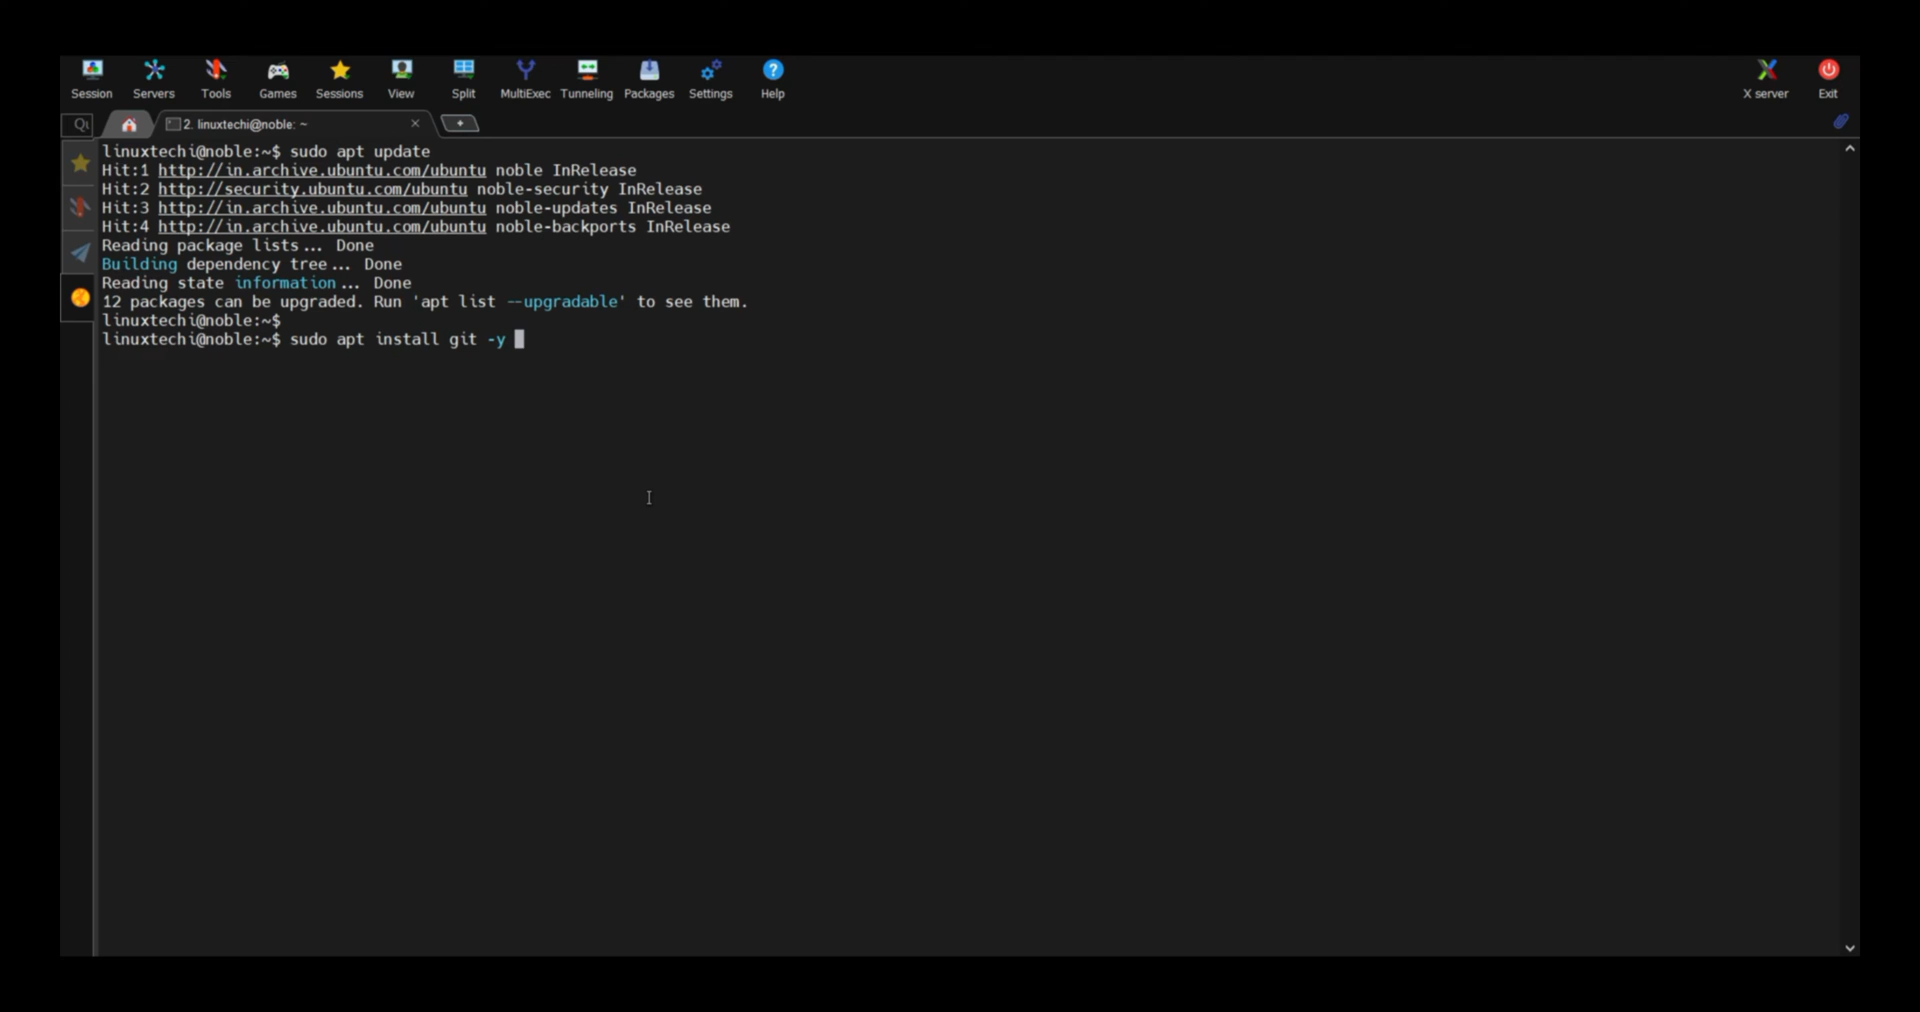 Session Servers Tools Games Sessions View Split MultiExec Tunneling Packages Settings Help X server Exit
2. linuxtechi@noble: ~
linuxtechi@noble:~$ sudo apt update
Hit:1 http://in.archive.ubuntu.com/ubuntu noble InRelease
Hit:2 http://security.ubuntu.com/ubuntu noble-security InRelease
Hit:3 http://in.archive.ubuntu.com/ubuntu noble-updates InRelease
Hit:4 http://in.archive.ubuntu.com/ubuntu noble-backports InRelease
Reading package lists... Done
Building dependency tree... Done
Reading state information... Done
12 packages can be upgraded. Run 'apt list --upgradable' to see them.
linuxtechi@noble:~$
linuxtechi@noble:~$ sudo apt install git -y